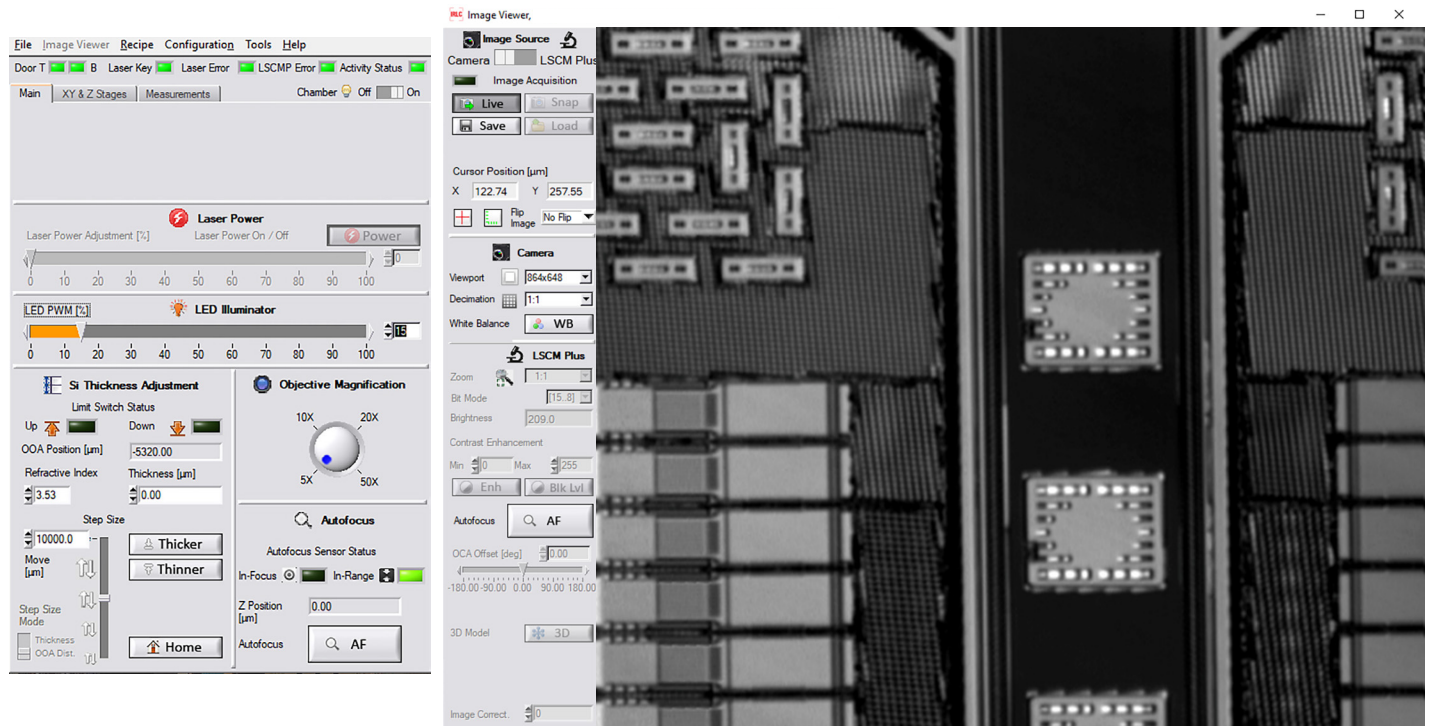 File Image Viewer Recipe Configuration Tools Help
Door T B Laser Key Laser Error LSCMP Error Activity Status
Main XY & Z Stages Measurements Chamber Off On
Laser Power
Laser Power Adjustment [%] Laser Power On / Off Power
0
0 10 20 30 40 50 60 70 80 90 100
LED PWM [%] LED Illuminator
15
0 10 20 30 40 50 60 70 80 90 100
Si Thickness Adjustment
Limit Switch Status
Up Down
OOA Position [µm] -5320.00
Refractive Index Thickness [µm]
3.53 0.00
Step Size
10000.0 Thicker
Move [µm] Thinner
Step Size
Mode
Thickness
OOA Dist. Home
Objective Magnification
10X 20X
5X 50X
Autofocus
Autofocus Sensor Status
In-Focus In-Range
Z Position 0.00
[µm]
Autofocus AF
MLC Image Viewer,
Image Source
Camera LSCM Plus
Image Acquisition
Live Snap
Save Load
Cursor Position [µm]
X 122.74 Y 257.55
Flip
Image No Flip
Camera
Viewport 864x648
Decimation 1:1
White Balance WB
LSCM Plus
Zoom 1:1
Bit Mode [15..8]
Brightness 209.0
Contrast Enhancement
Min 0 Max 255
Enh Blk Lvl
Autofocus AF
OCA Offset [deg] 0.00
-180.00 -90.00 0.00 90.00 180.00
3D Model 3D
Image Correct. 0